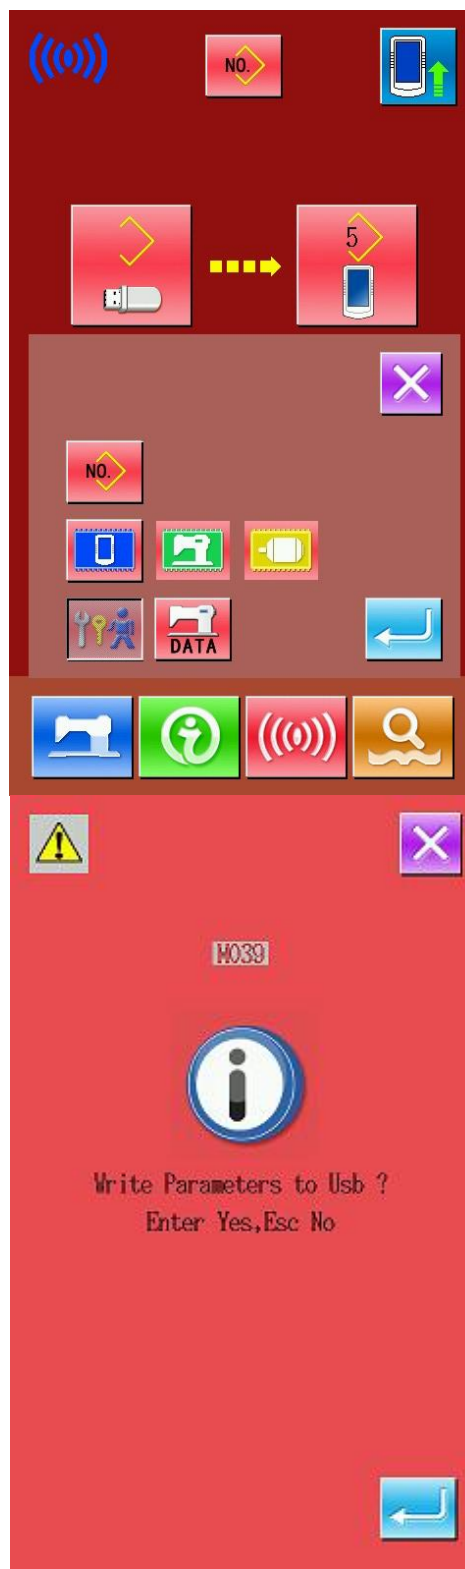 NO.
5
NO.
DATA
M039
Write Parameters to Usb ?
Enter Yes,Esc No